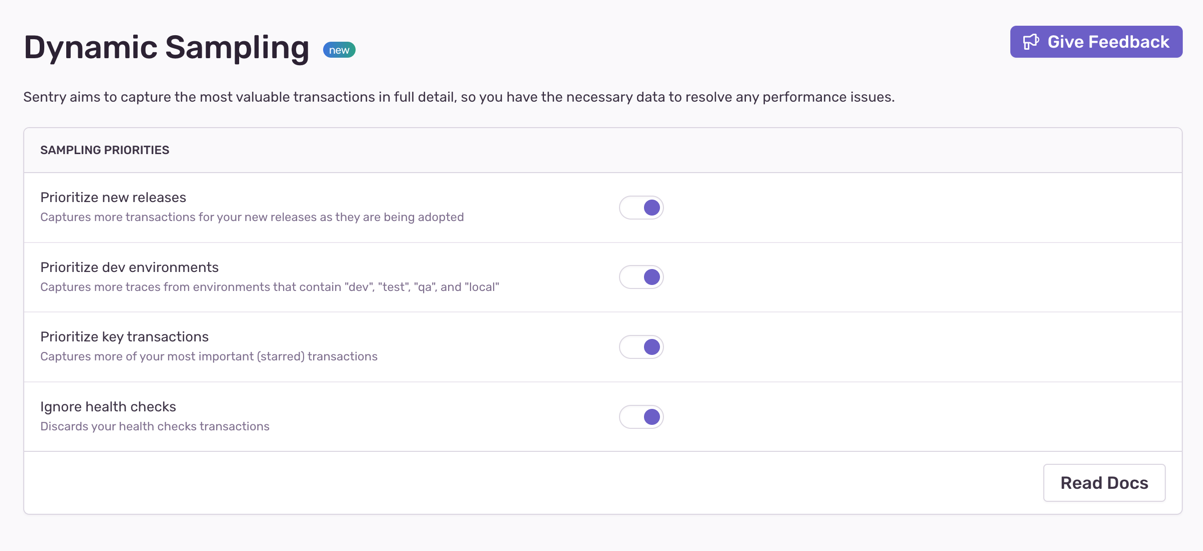 Dynamic Sampling new
Give Feedback
Sentry aims to capture the most valuable transactions in full detail, so you have the necessary data to resolve any performance issues.
SAMPLING PRIORITIES
Prioritize new releases
Captures more transactions for your new releases as they are being adopted
Prioritize dev environments
Captures more traces from environments that contain "dev", "test", "qa", and "local"
Prioritize key transactions
Captures more of your most important (starred) transactions
Ignore health checks
Discards your health checks transactions
Read Docs